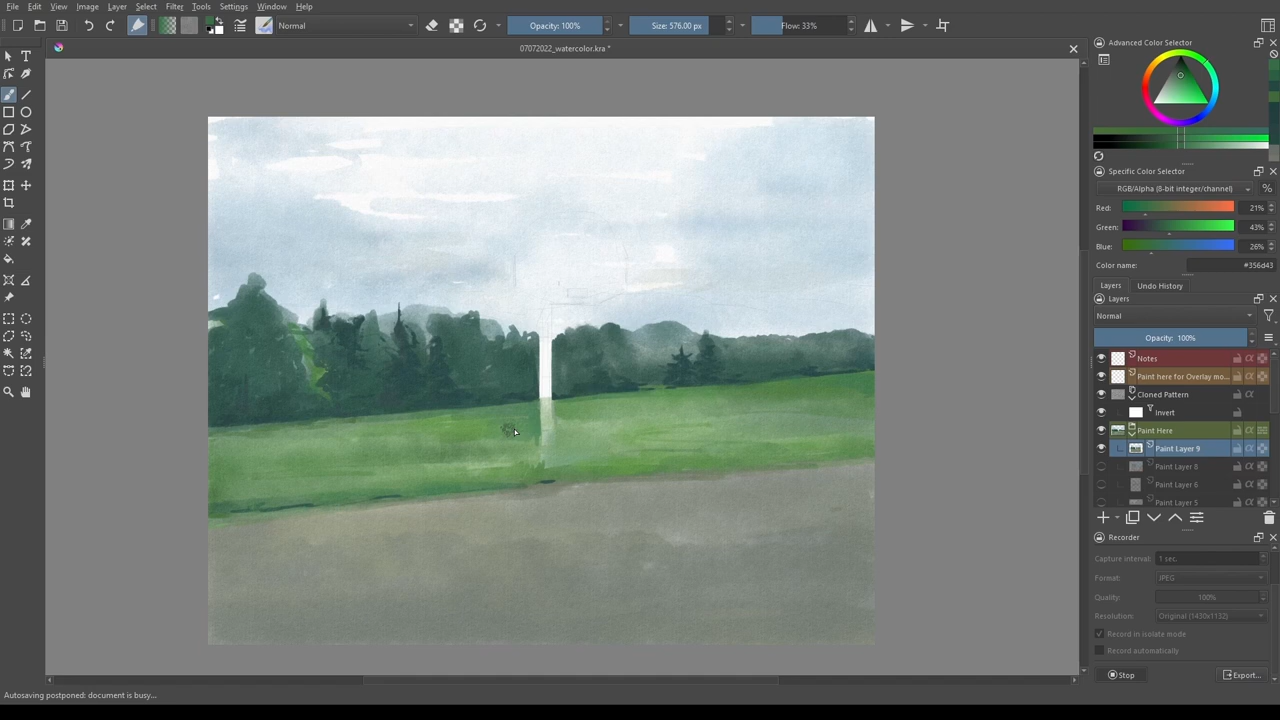 File Edit View Image Layer Select Filter Tools Settings Window Help
Normal Opacity: 100% Size: 576.00 px Flow: 33%
07072022_watercolor.kra *
Advanced Color Selector
Specific Color Selector
RGB/Alpha (8-bit integer/channel) %
Red: 21%
Green: 43%
Blue: 26%
Color name: #356d43
Layers Undo History
Layers
Normal
Opacity: 100%
Notes
Paint here for Overlay mo...
Cloned Pattern
Invert
Paint Here
Paint Layer 9
Paint Layer 8
Paint Layer 6
Paint Layer 5
Recorder
Capture interval: 1 sec.
Format: JPEG
Quality: 100%
Resolution: Original (1430x1132)
Record in isolate mode
Record automatically
Stop Export...
Autosaving postponed: document is busy...